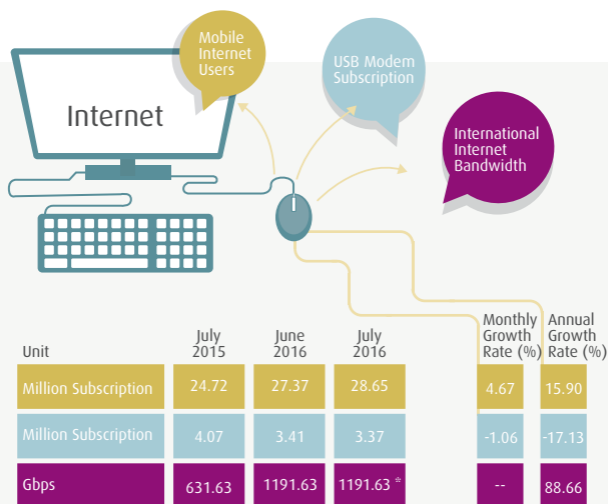 Mobile
Internet
Users
USB Modem
Subscription
Internet
International
Internet
Bandwidth
Unit
July
2015
June
2016
July
2016
Monthly
Growth
Rate (%)
Annual
Growth
Rate (%)
Million Subscription 24.72 27.37 28.65 4.67 15.90
Million Subscription 4.07 3.41 3.37 -1.06 -17.13
Gbps 631.63 1191.63 1191.63 * -- 88.66